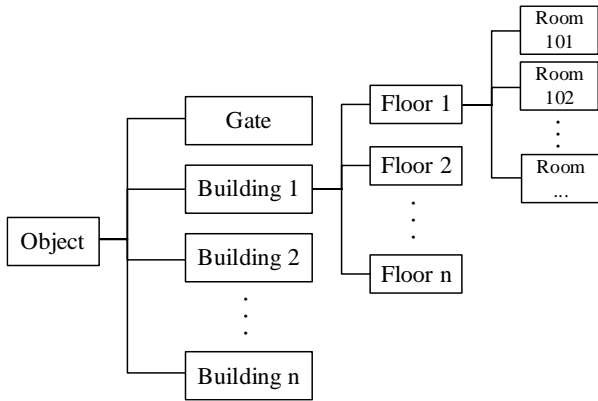 Object
Gate
Building 1
Building 2
Building n
Floor 1
Floor 2
Floor n
Room
101
Room
102
Room
...